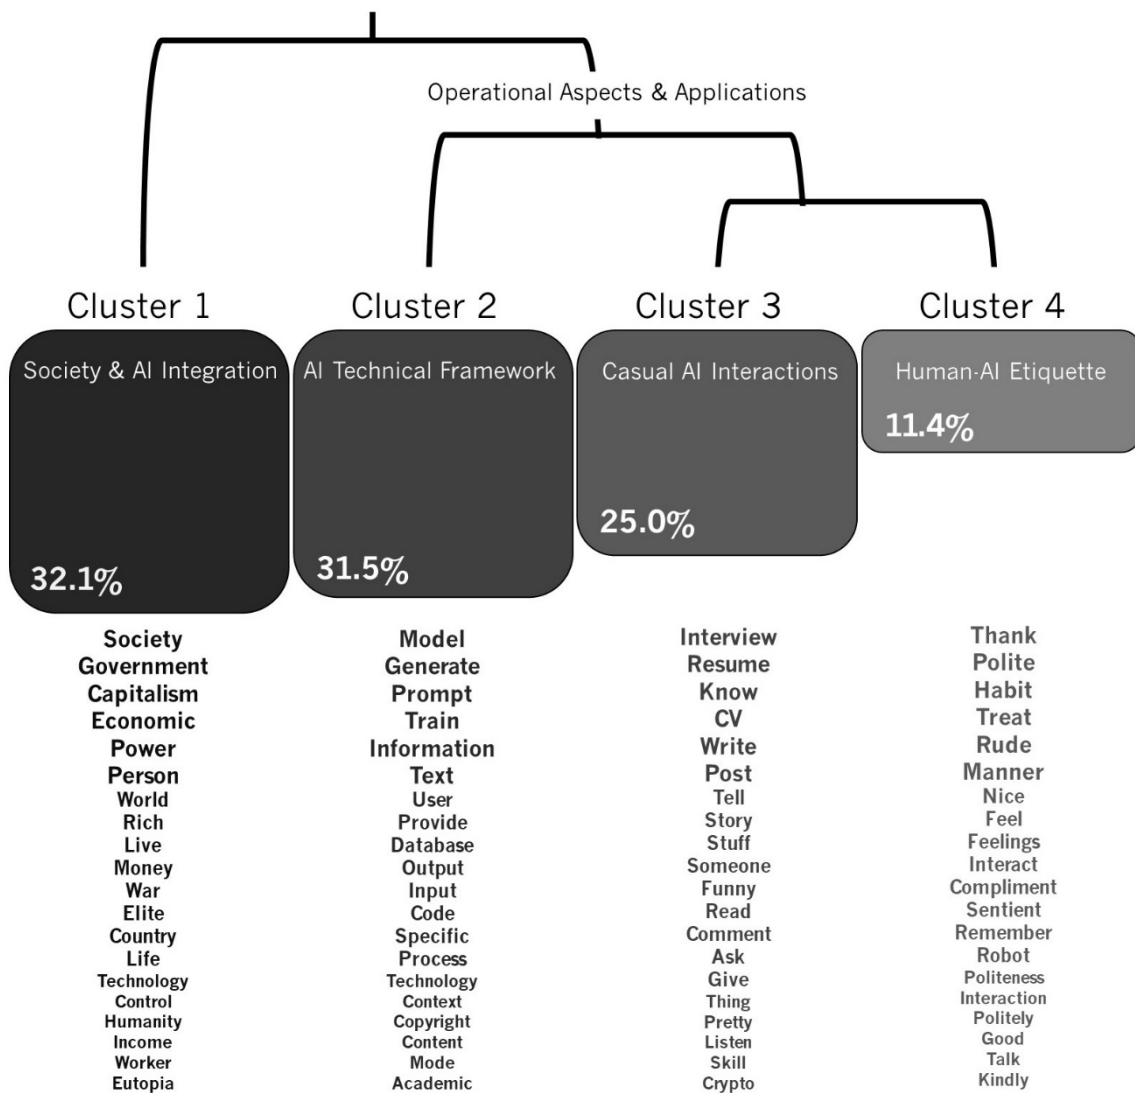 Operational Aspects & Applications
Cluster 1
Society & AI Integration
32.1%
Society
Government
Capitalism
Economic
Power
Person
World
Rich
Live
Money
War
Elite
Country
Life
Technology
Control
Humanity
Income
Worker
Eutopia
Cluster 2
AI Technical Framework
31.5%
Model
Generate
Prompt
Train
Information
Text
User
Provide
Database
Output
Input
Code
Specific
Process
Technology
Context
Copyright
Content
Mode
Academic
Cluster 3
Casual AI Interactions
25.0%
Interview
Resume
Know
CV
Write
Post
Tell
Story
Stuff
Someone
Funny
Read
Comment
Ask
Give
Thing
Pretty
Listen
Skill
Crypto
Cluster 4
Human-AI Etiquette
11.4%
Thank
Polite
Habit
Treat
Rude
Manner
Nice
Feel
Feelings
Interact
Compliment
Sentient
Remember
Robot
Politeness
Interaction
Politely
Good
Talk
Kindly